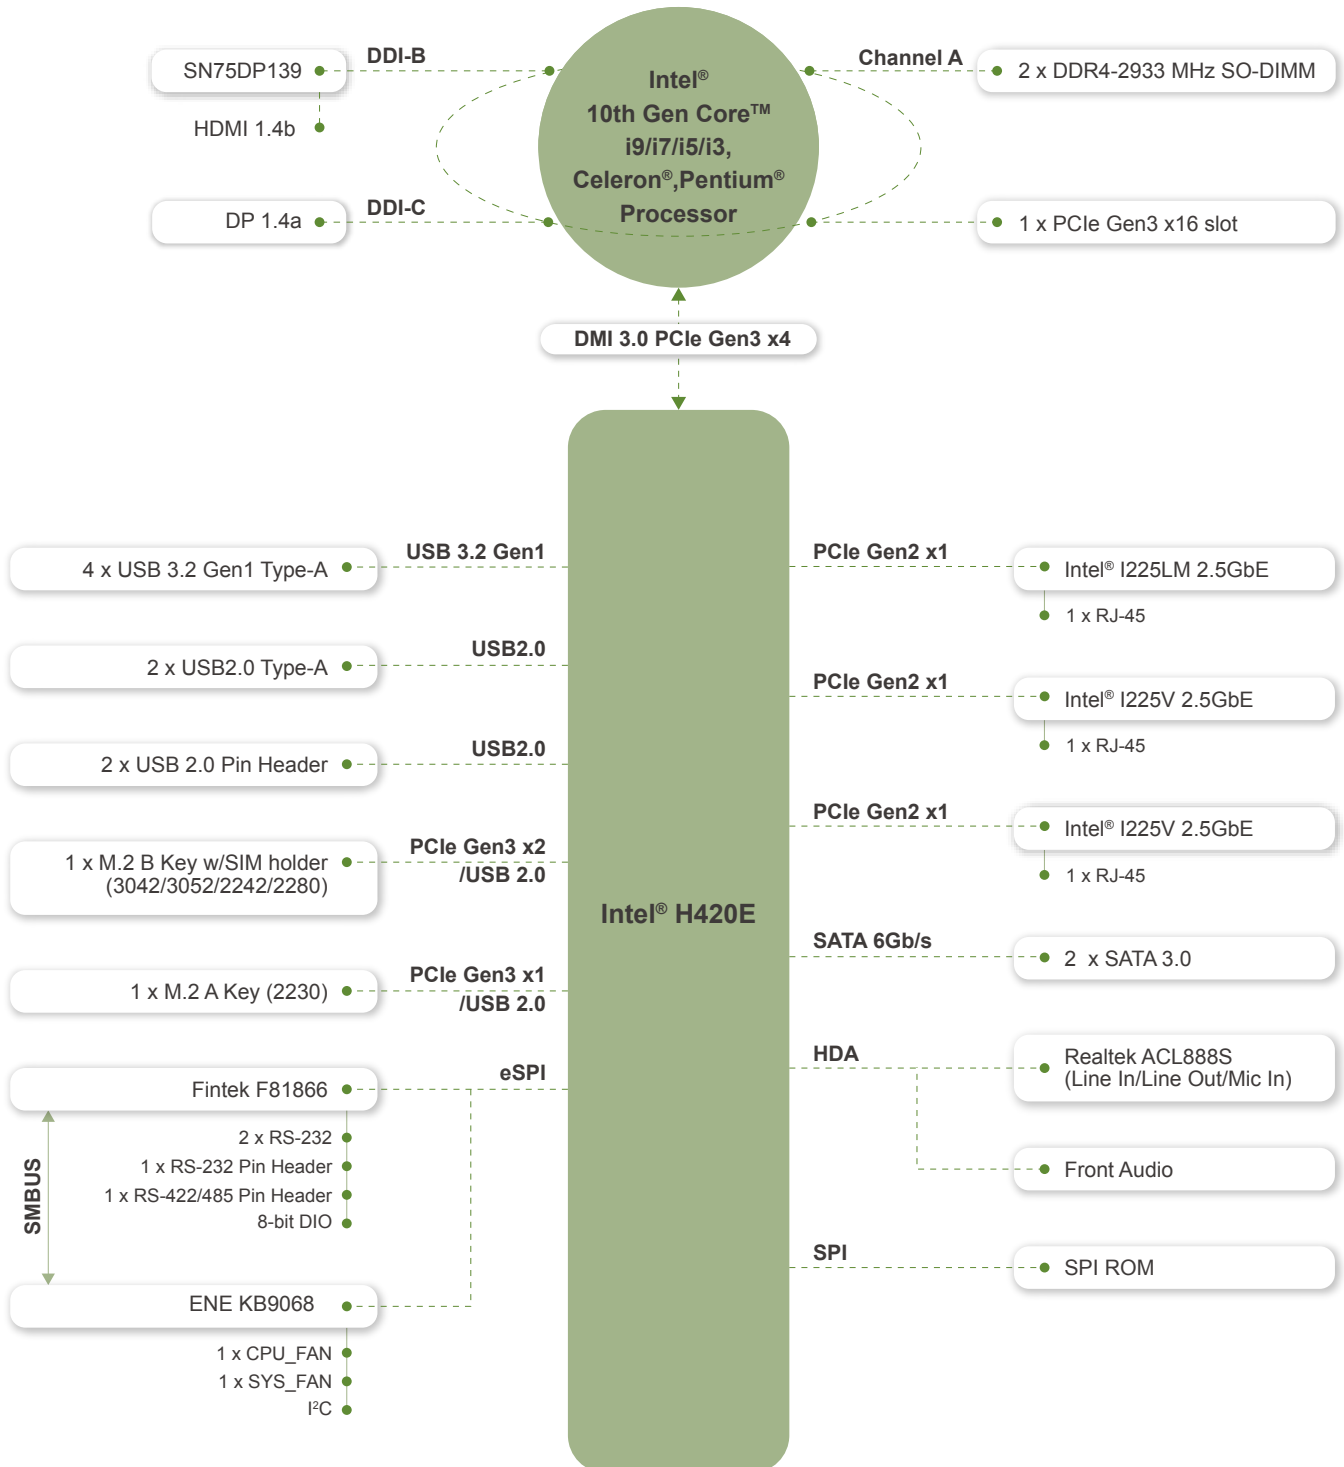 DDI-B
SN75DP139
HDMI 1.4b
DDI-C
DP 1.4a
Intel®
10th Gen Core™
i9/i7/i5/i3,
Celeron®,Pentium®
Processor
Channel A
2 x DDR4-2933 MHz SO-DIMM
1 x PCIe Gen3 x16 slot
DMI 3.0 PCIe Gen3 x4
USB 3.2 Gen1
4 x USB 3.2 Gen1 Type-A
USB2.0
2 x USB2.0 Type-A
USB2.0
2 x USB 2.0 Pin Header
PCIe Gen3 x2
/USB 2.0
1 x M.2 B Key w/SIM holder
(3042/3052/2242/2280)
PCIe Gen3 x1
/USB 2.0
1 x M.2 A Key (2230)
eSPI
Fintek F81866
2 x RS-232
1 x RS-232 Pin Header
1 x RS-422/485 Pin Header
8-bit DIO
SMBUS
ENE KB9068
1 x CPU_FAN
1 x SYS_FAN
I²C
Intel® H420E
PCIe Gen2 x1
Intel® I225LM 2.5GbE
1 x RJ-45
PCIe Gen2 x1
Intel® I225V 2.5GbE
1 x RJ-45
PCIe Gen2 x1
Intel® I225V 2.5GbE
1 x RJ-45
SATA 6Gb/s
2 x SATA 3.0
HDA
Realtek ACL888S
(Line In/Line Out/Mic In)
Front Audio
SPI
SPI ROM